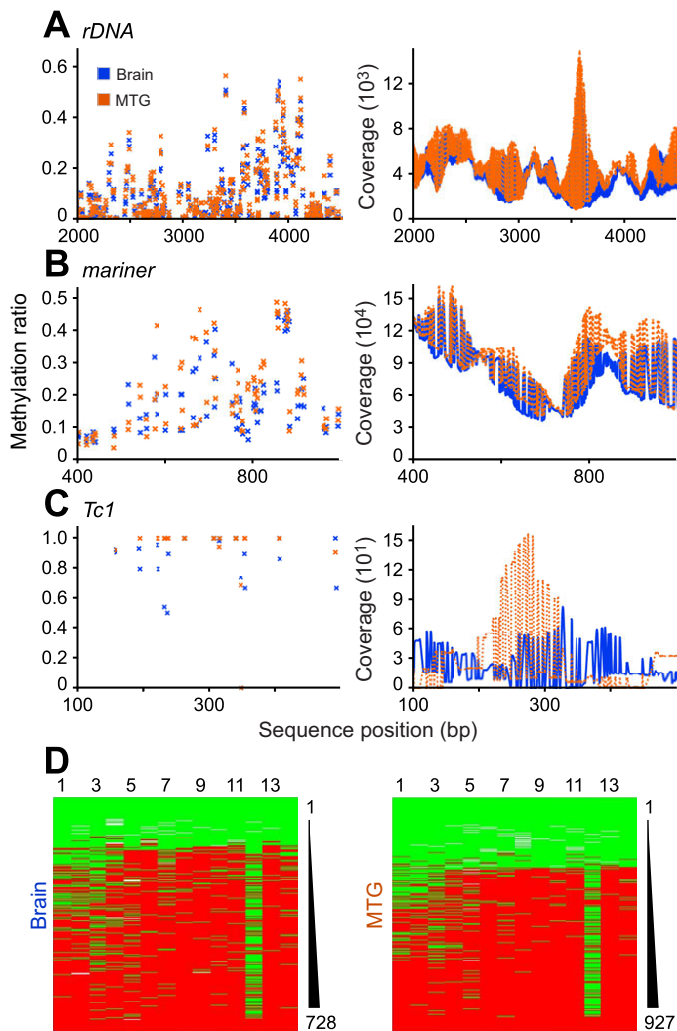 A rDNA
0.6
0.4
0.2
0
2000 3000 4000
Brain
MTG
Coverage (10³)
12
8
4
0
2000 3000 4000
B mariner
Methylation ratio
0.5
0.4
0.3
0.2
0.1
0
400 800
Coverage (10⁴)
15
12
9
6
3
0
400 800
C Tc1
1.0
0.8
0.6
0.4
0.2
0
100 300
Coverage (10¹)
15
12
9
6
3
0
100 300
Sequence position (bp)
D
1 3 5 7 9 11 13
Brain
1
728
1 3 5 7 9 11 13
MTG
1
927